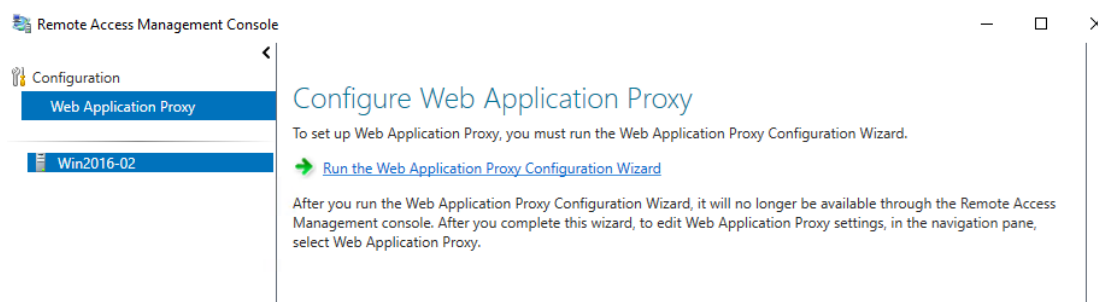 Remote Access Management Console
Configuration
Web Application Proxy
Win2016-02
Configure Web Application Proxy
To set up Web Application Proxy, you must run the Web Application Proxy Configuration Wizard.
Run the Web Application Proxy Configuration Wizard
After you run the Web Application Proxy Configuration Wizard, it will no longer be available through the Remote Access
Management console. After you complete this wizard, to edit Web Application Proxy settings, in the navigation pane,
select Web Application Proxy.